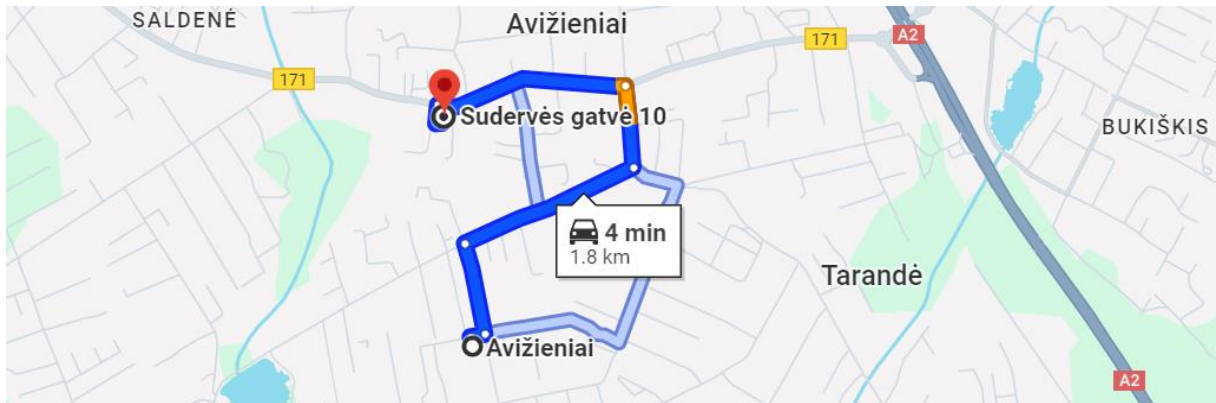 SALDENĖ
Avižieniai
171
A2
171
Sudervės gatvė 10
BUKIŠKIS
4 min
1.8 km
Tarandė
Avižieniai
A2